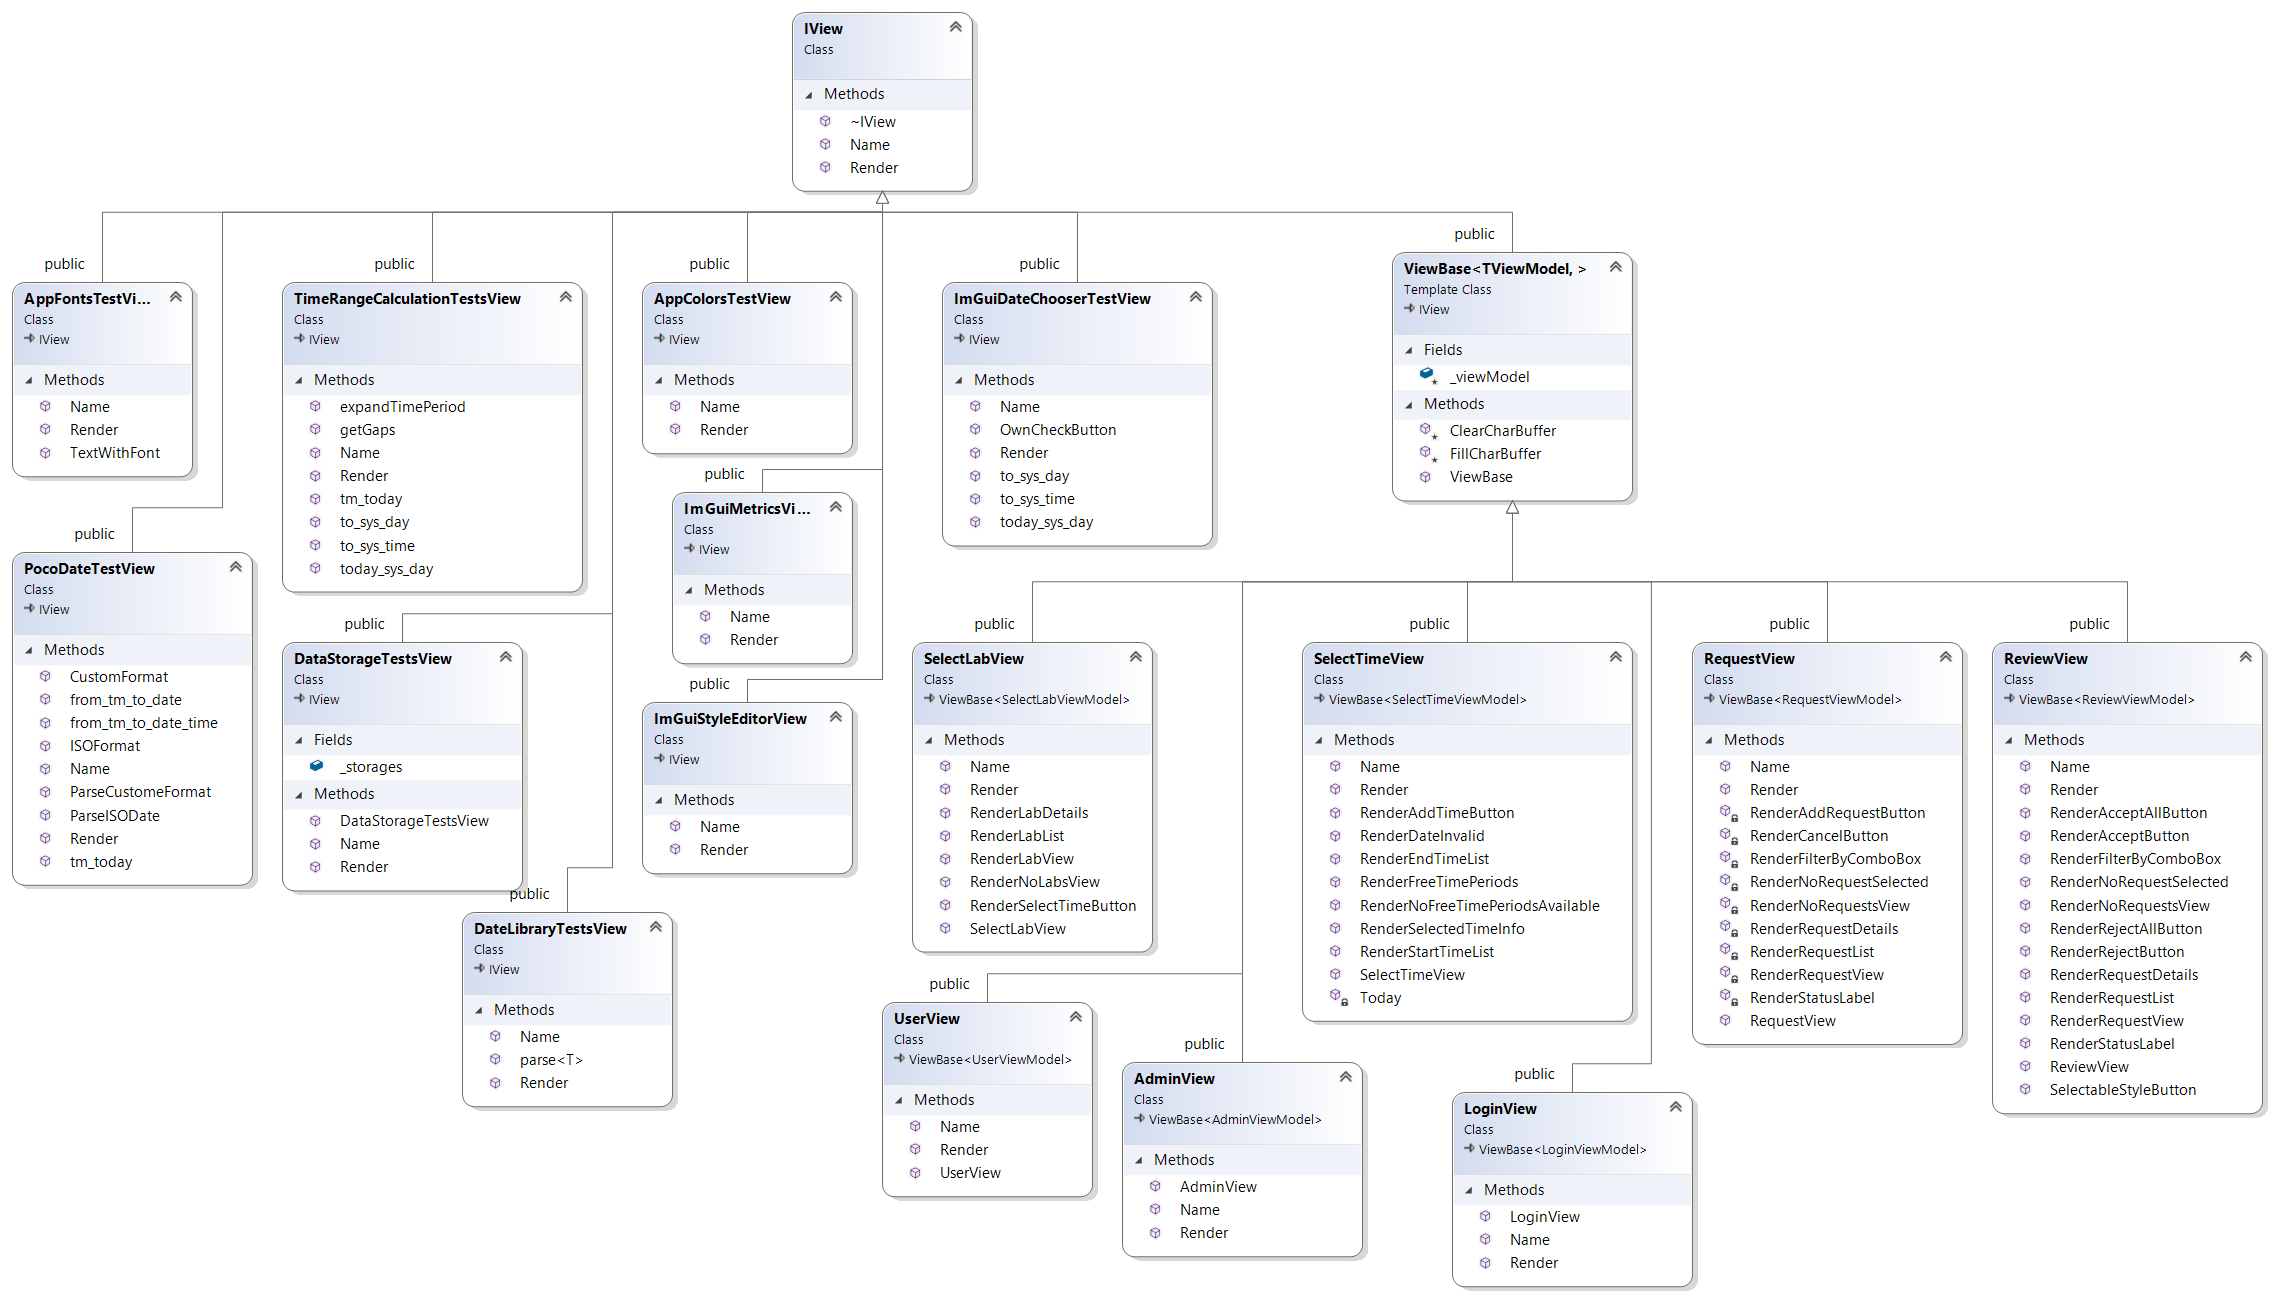 IView
Class
Methods
~IView
Name
Render
public
AppFontsTestVi...
Class
IView
Methods
Name
Render
TextWithFont
public
TimeRangeCalculationTestsView
Class
IView
Methods
expandTimePeriod
getGaps
Name
Render
tm_today
to_sys_day
to_sys_time
today_sys_day
public
AppColorsTestView
Class
IView
Methods
Name
Render
public
ImGuiDateChooserTestView
Class
IView
Methods
Name
OwnCheckButton
Render
to_sys_day
to_sys_time
today_sys_day
public
ViewBase<TViewModel, >
Template Class
IView
Fields
_viewModel
Methods
ClearCharBuffer
FillCharBuffer
ViewBase
public
PocoDateTestView
Class
IView
Methods
CustomFormat
from_tm_to_date
from_tm_to_date_time
ISOFormat
Name
ParseCustomeFormat
ParseISODate
Render
tm_today
public
DataStorageTestsView
Class
IView
Fields
_storages
Methods
DataStorageTestsView
Name
Render
public
ImGuiMetricsVi...
Class
IView
Methods
Name
Render
public
ImGuiStyleEditorView
Class
IView
Methods
Name
Render
public
DateLibraryTestsView
Class
IView
Methods
Name
parse<T>
Render
public
SelectLabView
Class
ViewBase<SelectLabViewModel>
Methods
Name
Render
RenderLabDetails
RenderLabList
RenderLabView
RenderNoLabsView
RenderSelectTimeButton
SelectLabView
public
SelectTimeView
Class
ViewBase<SelectTimeViewModel>
Methods
Name
Render
RenderAddTimeButton
RenderDateInvalid
RenderEndTimeList
RenderFreeTimePeriods
RenderNoFreeTimePeriodsAvailable
RenderSelectedTimeInfo
RenderStartTimeList
SelectTimeView
Today
public
RequestView
Class
ViewBase<RequestViewModel>
Methods
Name
Render
RenderAddRequestButton
RenderCancelButton
RenderFilterByComboBox
RenderNoRequestSelected
RenderNoRequestsView
RenderRequestDetails
RenderRequestList
RenderRequestView
RenderStatusLabel
RequestView
public
ReviewView
Class
ViewBase<ReviewViewModel>
Methods
Name
Render
RenderAcceptAllButton
RenderAcceptButton
RenderFilterByComboBox
RenderNoRequestSelected
RenderNoRequestsView
RenderRejectAllButton
RenderRejectButton
RenderRequestDetails
RenderRequestList
RenderRequestView
RenderStatusLabel
ReviewView
SelectableStyleButton
public
UserView
Class
ViewBase<UserViewModel>
Methods
Name
Render
UserView
public
AdminView
Class
ViewBase<AdminViewModel>
Methods
AdminView
Name
Render
public
LoginView
Class
ViewBase<LoginViewModel>
Methods
LoginView
Name
Render